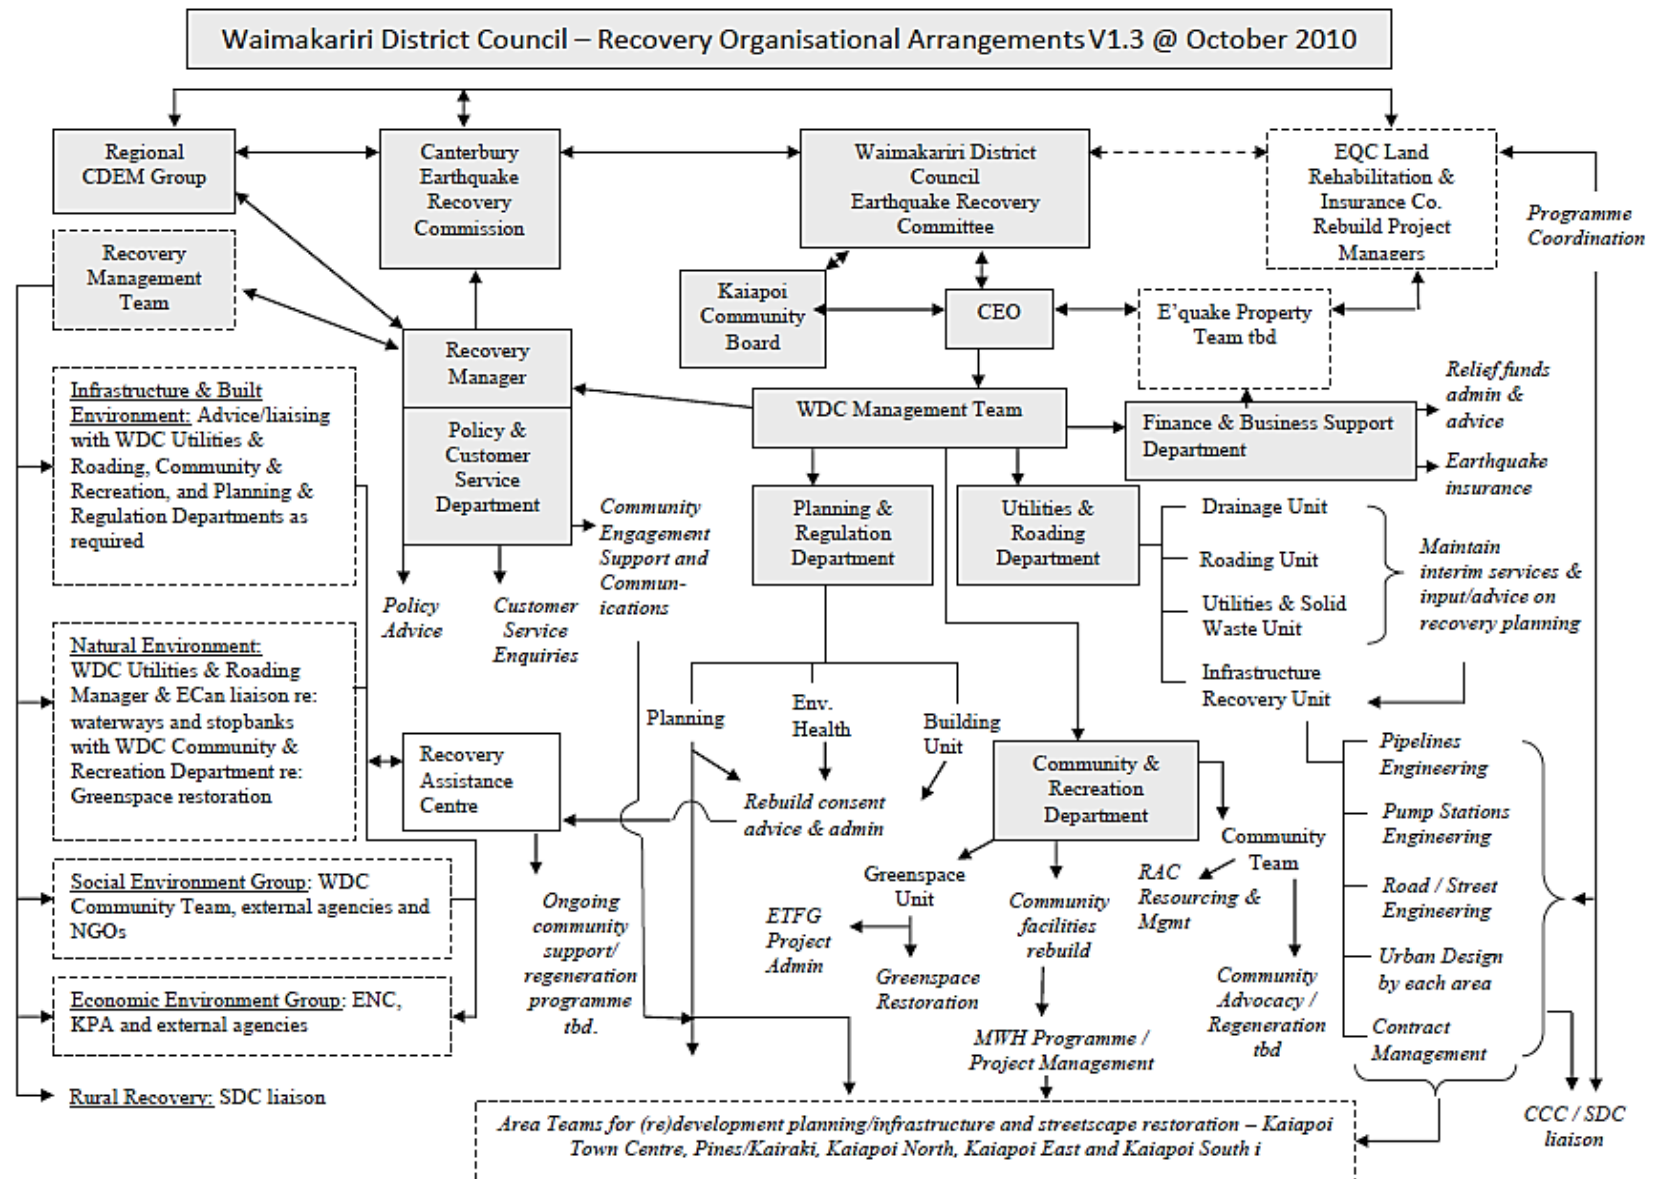 Waimakariri District Council – Recovery Organisational Arrangements V1.3 @ October 2010
Regional
CDEM Group
Canterbury
Earthquake
Recovery
Commission
Waimakariri District
Council
Earthquake Recovery
Committee
EQC Land
Rehabilitation &
Insurance Co.
Rebuild Project
Managers
Programme
Coordination
Recovery
Management
Team
Kaiapoi
Community
Board
CEO
E'quake Property
Team tbd
Recovery
Manager
Policy &
Customer
Service
Department
WDC Management Team
Finance & Business Support
Department
Relief funds
admin &
advice
Earthquake
insurance
Infrastructure & Built
Environment: Advice/liaising
with WDC Utilities &
Roading, Community &
Recreation, and Planning &
Regulation Departments as
required
Community
Engagement
Support and
Commun-
ications
Policy
Advice
Customer
Service
Enquiries
Planning &
Regulation
Department
Utilities &
Roading
Department
Drainage Unit
Roading Unit
Utilities & Solid
Waste Unit
Infrastructure
Recovery Unit
Maintain
interim services &
input/advice on
recovery planning
Natural Environment:
WDC Utilities & Roading
Manager & ECan liaison re:
waterways and stopbanks
with WDC Community &
Recreation Department re:
Greenspace restoration
Planning
Env.
Health
Building
Unit
Recovery
Assistance
Centre
Rebuild consent
advice & admin
Community &
Recreation
Department
Community
Team
Pipelines
Engineering
Pump Stations
Engineering
Road / Street
Engineering
Urban Design
by each area
Contract
Management
Social Environment Group: WDC
Community Team, external agencies and
NGOs
Ongoing
community
support/
regeneration
programme
tbd.
Greenspace
Unit
ETFG
Project
Admin
Greenspace
Restoration
Community
facilities
rebuild
RAC
Resourcing &
Mgmt
Community
Advocacy /
Regeneration
tbd
Economic Environment Group: ENC,
KPA and external agencies
MWH Programme /
Project Management
Rural Recovery: SDC liaison
CCC / SDC
liaison
Area Teams for (re)development planning/infrastructure and streetscape restoration – Kaiapoi
Town Centre, Pines/Kairaki, Kaiapoi North, Kaiapoi East and Kaiapoi South i